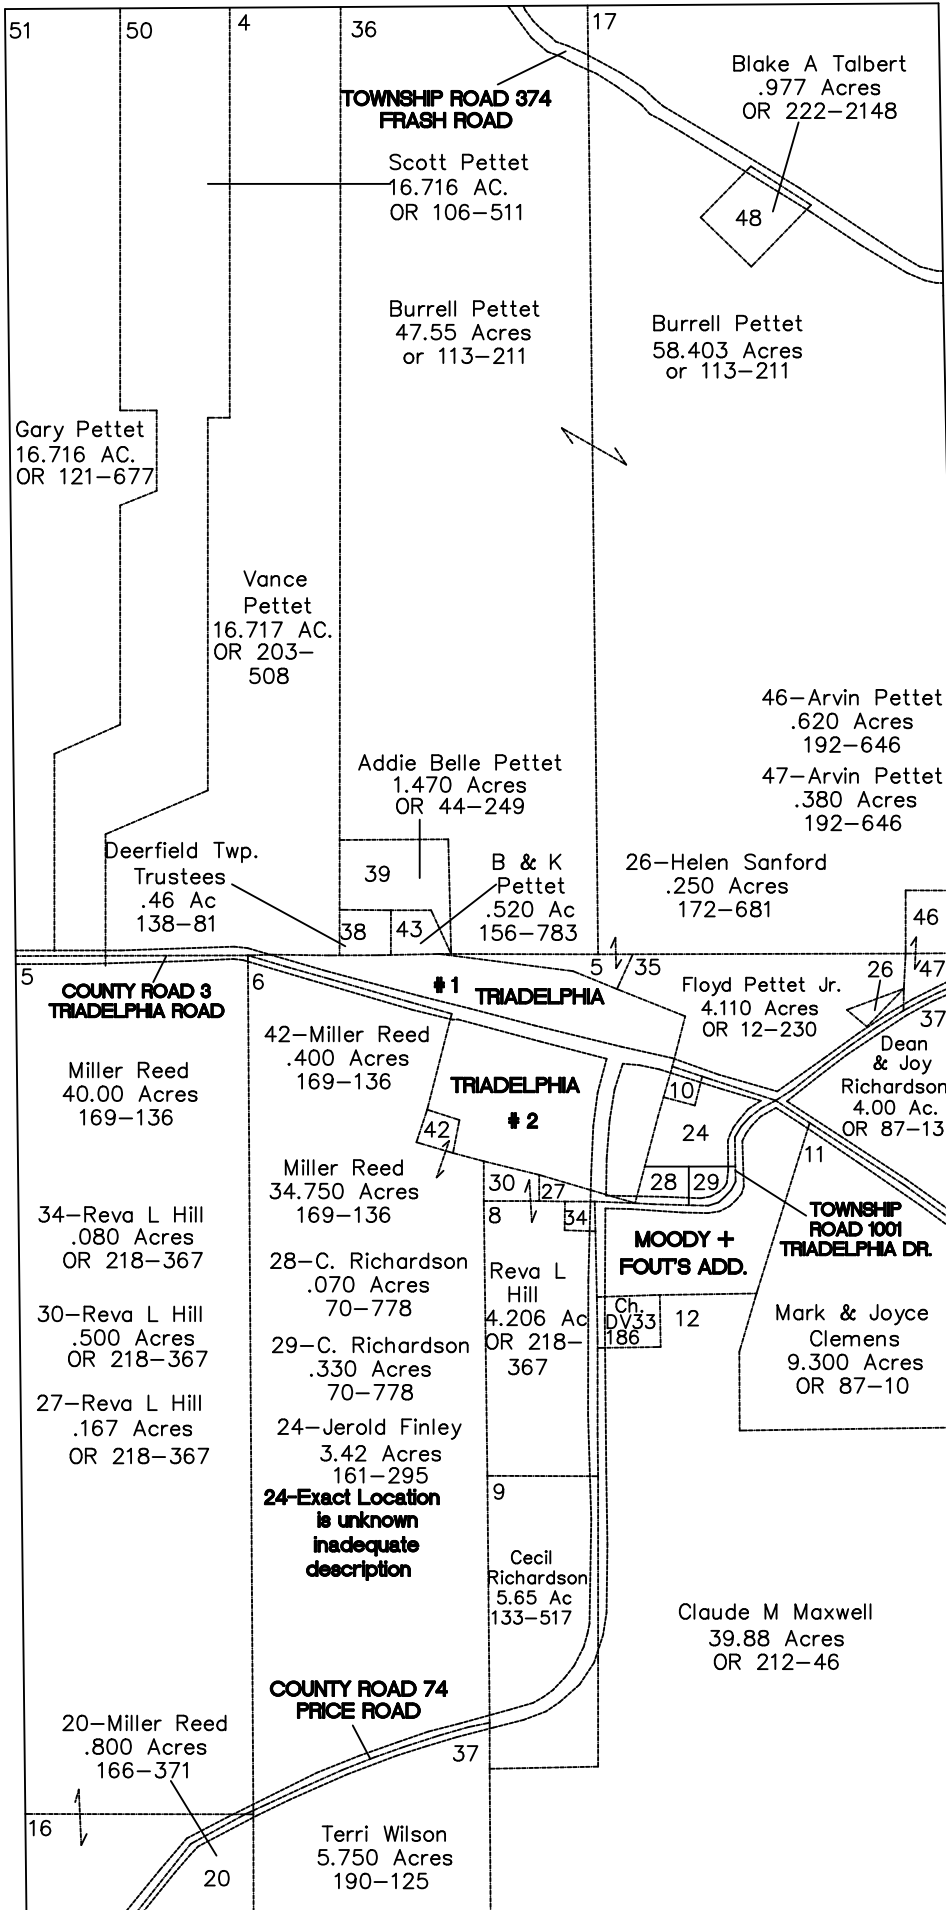 51
50
4
36
17
TOWNSHIP ROAD 374
FRASH ROAD
Blake A Talbert
.977 Acres
OR 222-2148
48
Scott Pettet
16.716 AC.
OR 106-511
Burrell Pettet
47.55 Acres
or 113-211
Burrell Pettet
58.403 Acres
or 113-211
Gary Pettet
16.716 AC.
OR 121-677
Vance
Pettet
16.717 AC.
OR 203-
508
46-Arvin Pettet
.620 Acres
192-646
47-Arvin Pettet
.380 Acres
192-646
Addie Belle Pettet
1.470 Acres
OR 44-249
39
Deerfield Twp.
Trustees
.46 Ac
138-81
38
43
B & K
Pettet
.520 Ac
156-783
26-Helen Sanford
.250 Acres
172-681
46
5
6
5
35
26
47
37
COUNTY ROAD 3
TRIADELPHIA ROAD
#1 TRIADELPHIA
Floyd Pettet Jr.
4.110 Acres
OR 12-230
Dean
& Joy
Richardson
4.00 Ac.
OR 87-13
42-Miller Reed
.400 Acres
169-136
Miller Reed
40.00 Acres
169-136
TRIADELPHIA
#2
42
10
24
28
29
11
Miller Reed
34.750 Acres
169-136
30
27
8
34
TOWNSHIP
ROAD 1001
TRIADELPHIA DR.
MOODY +
FOUT'S ADD.
34-Reva L Hill
.080 Acres
OR 218-367
28-C. Richardson
.070 Acres
70-778
Reva L
Hill
4.206 Ac
OR 218-
367
Ch.
DV33
186
12
Mark & Joyce
Clemens
9.300 Acres
OR 87-10
30-Reva L Hill
.500 Acres
OR 218-367
29-C. Richardson
.330 Acres
70-778
27-Reva L Hill
.167 Acres
OR 218-367
24-Jerold Finley
3.42 Acres
161-295
24-Exact Location
is unknown
inadequate
description
9
Cecil
Richardson
5.65 Ac
133-517
Claude M Maxwell
39.88 Acres
OR 212-46
COUNTY ROAD 74
PRICE ROAD
37
20-Miller Reed
.800 Acres
166-371
16
20
Terri Wilson
5.750 Acres
190-125